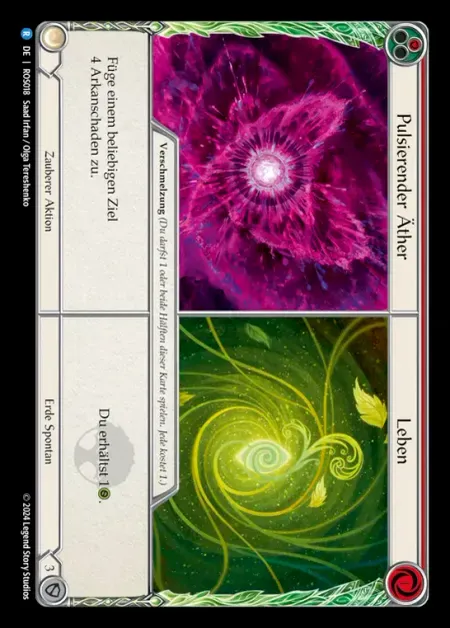 Pulsierender Äther
Leben
Verschmelzung (Du darfst 1 oder beide Hälften dieser Karte spielen. Jede kostet 1.)
Füge einem beliebigen Ziel
4 Arkanschaden zu.
Du erhältst 1.
Zauberer Aktion
Erde Spontan
3
R DE | ROS018 Saad Irfan / Olga Tereshenko
© 2024 Legend Story Studios